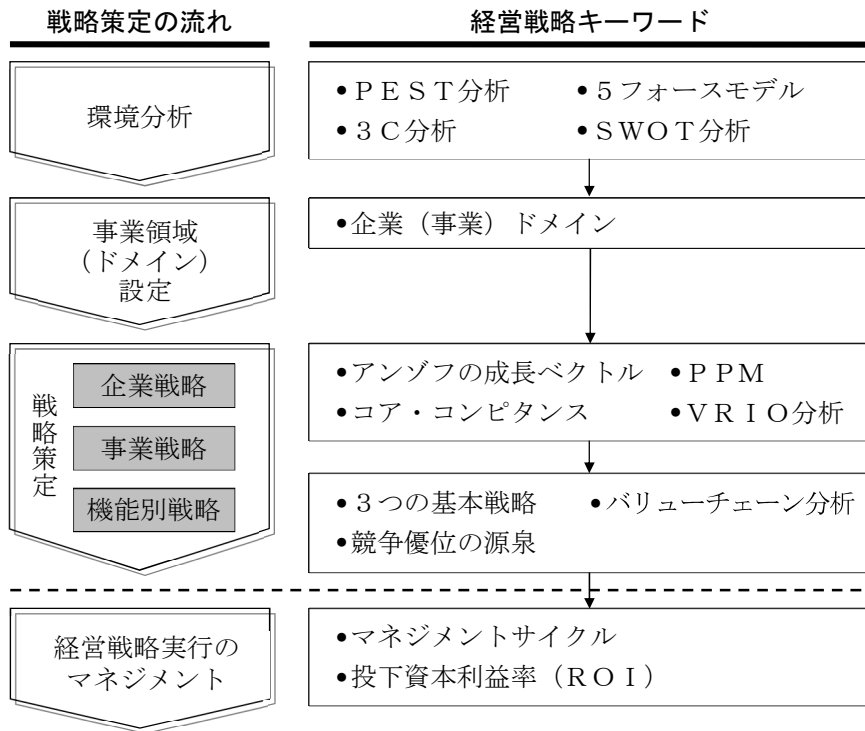 戦略策定の流れ
経営戦略キーワード
環境分析
•ＰＥＳＴ分析 •５フォースモデル
•３Ｃ分析 •ＳＷＯＴ分析
事業領域
（ドメイン）
設定
•企業（事業）ドメイン
戦略策定
企業戦略
事業戦略
機能別戦略
•アンゾフの成長ベクトル •ＰＰＭ
•コア・コンピタンス •ＶＲＩＯ分析
•３つの基本戦略 •バリューチェーン分析
•競争優位の源泉
経営戦略実行の
マネジメント
•マネジメントサイクル
•投下資本利益率（ＲＯＩ）